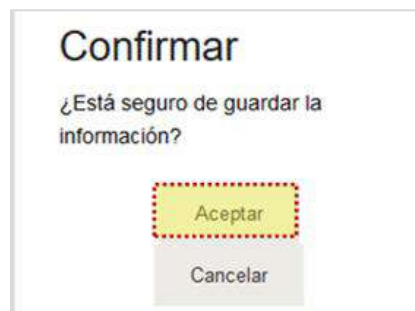 Confirmar
¿Está seguro de guardar la
información?
Aceptar
Cancelar